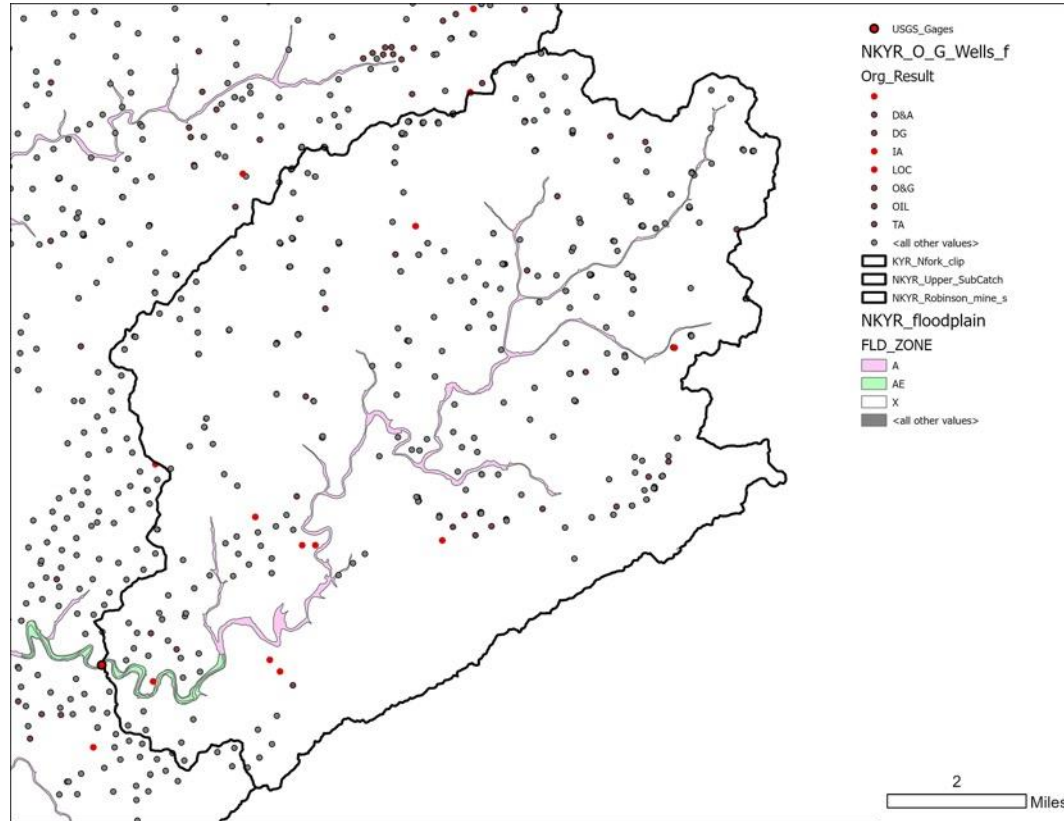 USGS_Gages
NKYR_O_G_Wells_f
Org_Result
D&A
DG
IA
LOC
O&G
OIL
TA
<all other values>
KYR_Nfork_clip
NKYR_Upper_SubCatch
NKYR_Robinson_mine_s
NKYR_floodplain
FLD_ZONE
A
AE
X
<all other values>
2
Miles